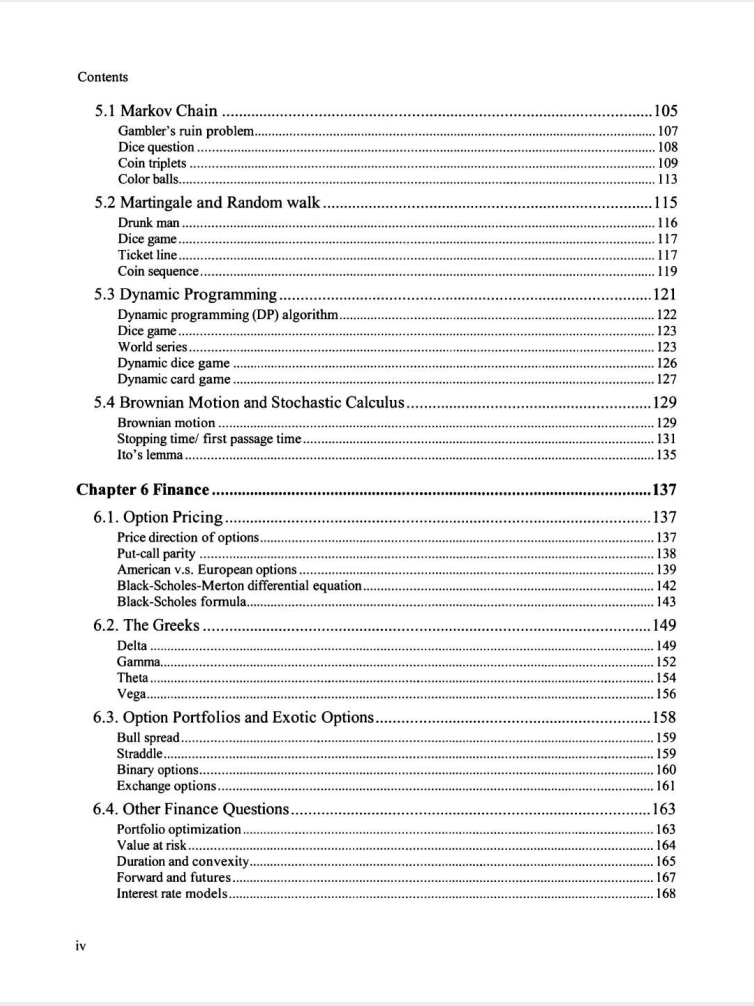 Contents
5.1 Markov Chain ........................................................................................................105
Gambler's ruin problem........................................................................................................ 107
Dice question ........................................................................................................ 108
Coin triplets ........................................................................................................ 109
Color balls........................................................................................................ 113
5.2 Martingale and Random walk ........................................................................................................115
Drunk man ........................................................................................................ 116
Dice game........................................................................................................ 117
Ticket line........................................................................................................ 117
Coin sequence........................................................................................................ 119
5.3 Dynamic Programming........................................................................................................121
Dynamic programming (DP) algorithm........................................................................................................ 122
Dice game........................................................................................................ 123
World series........................................................................................................ 123
Dynamic dice game ........................................................................................................ 126
Dynamic card game ........................................................................................................ 127
5.4 Brownian Motion and Stochastic Calculus........................................................................................................129
Brownian motion ........................................................................................................ 129
Stopping time/ first passage time........................................................................................................ 131
Ito's lemma........................................................................................................ 135
Chapter 6 Finance........................................................................................................137
6.1. Option Pricing........................................................................................................137
Price direction of options........................................................................................................ 137
Put-call parity ........................................................................................................ 138
American v.s. European options ........................................................................................................ 139
Black-Scholes-Merton differential equation........................................................................................................ 142
Black-Scholes formula........................................................................................................ 143
6.2. The Greeks ........................................................................................................149
Delta ........................................................................................................ 149
Gamma........................................................................................................ 152
Theta........................................................................................................ 154
Vega........................................................................................................ 156
6.3. Option Portfolios and Exotic Options........................................................................................................158
Bull spread........................................................................................................ 159
Straddle........................................................................................................ 159
Binary options........................................................................................................ 160
Exchange options........................................................................................................ 161
6.4. Other Finance Questions........................................................................................................163
Portfolio optimization........................................................................................................ 163
Value at risk........................................................................................................ 164
Duration and convexity........................................................................................................ 165
Forward and futures........................................................................................................ 167
Interest rate models........................................................................................................ 168
iv